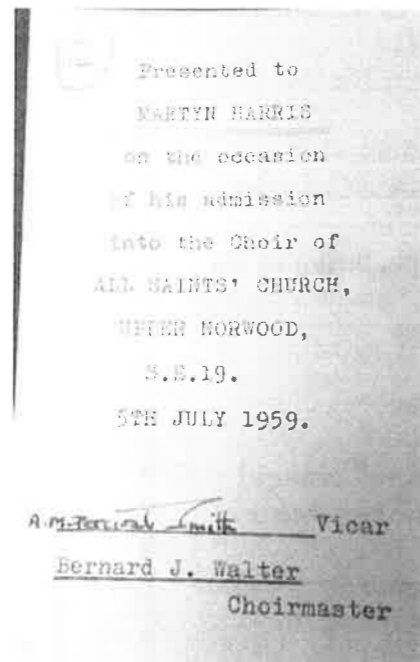 Presented to
MARTYN HARRIS
on the occasion
of his admission
into the Choir of
ALL SAINTS' CHURCH,
UPPER NORWOOD,
S.E.19.
5TH JULY 1959.
A.M. Percival Smith Vicar
Bernard J. Walter
Choirmaster